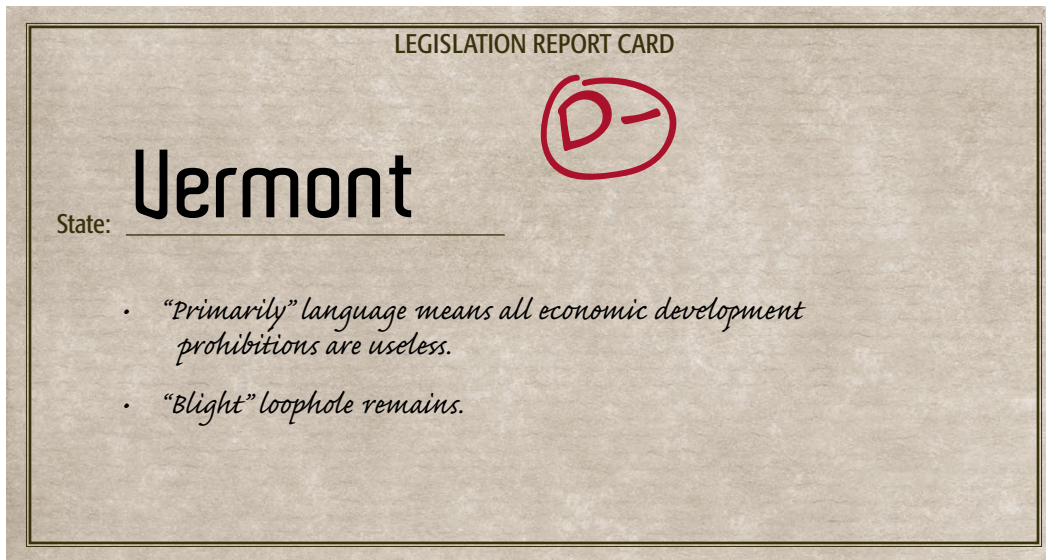 LEGISLATION REPORT CARD
D-
State: Vermont
• “Primarily” language means all economic development
prohibitions are useless.
• “Blight” loophole remains.